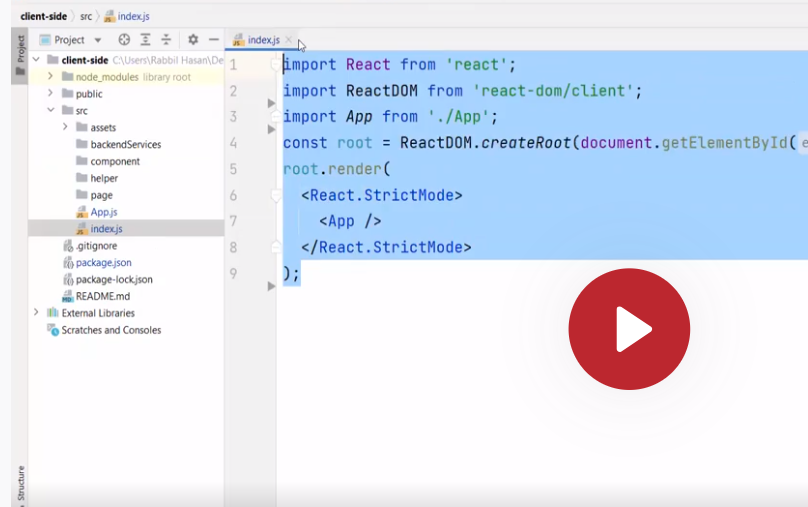 client-side src index.js
Project
Project
index.js
client-side C:\Users\Rabbil Hasan\De
node_modules library root
public
src
assets
backendServices
component
helper
page
App.js
index.js
.gitignore
package.json
package-lock.json
README.md
External Libraries
Scratches and Consoles
Structure
1 import React from 'react';
2 import ReactDOM from 'react-dom/client';
3 import App from './App';
4 const root = ReactDOM.createRoot(document.getElementById( e
5 root.render(
6 <React.StrictMode>
7 <App />
8 </React.StrictMode>
9 );